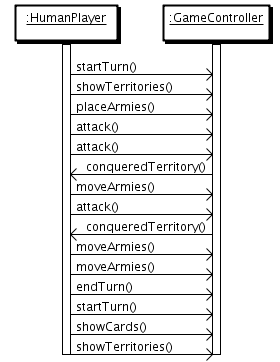 :HumanPlayer :GameController
startTurn()
showTerritories()
placeArmies()
attack()
attack()
conqueredTerritory()
moveArmies()
attack()
conqueredTerritory()
moveArmies()
moveArmies()
endTurn()
startTurn()
showCards()
showTerritories()